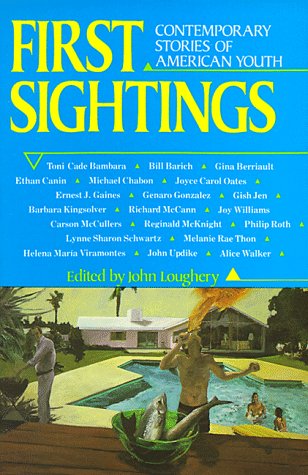 FIRST
CONTEMPORARY
STORIES OF
AMERICAN YOUTH
SIGHTINGS
Toni Cade Bambara ▲ Bill Barich ▲ Gina Berriault
Ethan Canin ▲ Michael Chabon ▲ Joyce Carol Oates
Ernest J. Gaines ▲ Genaro Gonzalez ▲ Gish Jen
Barbara Kingsolver ▲ Richard McCann ▲ Joy Williams
Carson McCullers ▲ Reginald McKnight ▲ Philip Roth
Lynne Sharon Schwartz ▲ Melanie Rae Thon
Helena María Viramontes ▲ John Updike ▲ Alice Walker
Edited by John Loughery